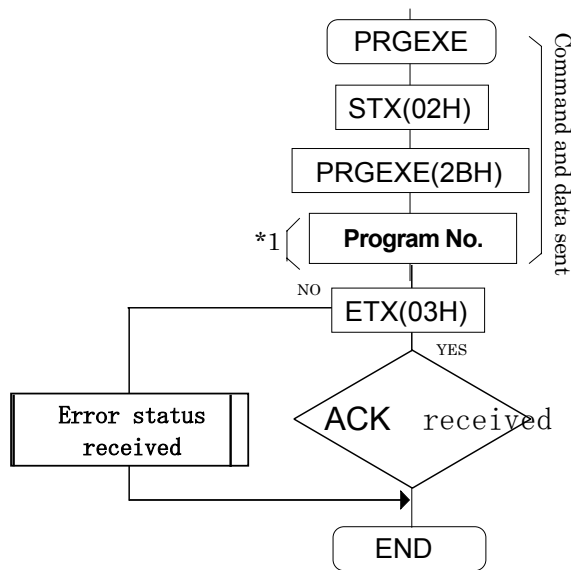 PRGEXE
STX(02H)
PRGEXE(2BH)
*1
Program No.
Command and data sent
NO
ETX(03H)
YES
Error status
received
ACK received
END